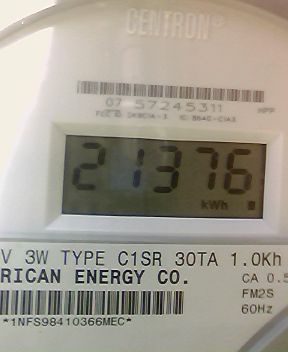 CENTRON®
07 57245311
21376
kWh
V 3W TYPE C1SR 30TA 1.0Kh
RICAN ENERGY CO.
CA 0.5
FM2S
60Hz
*1NFS98410366MEC*